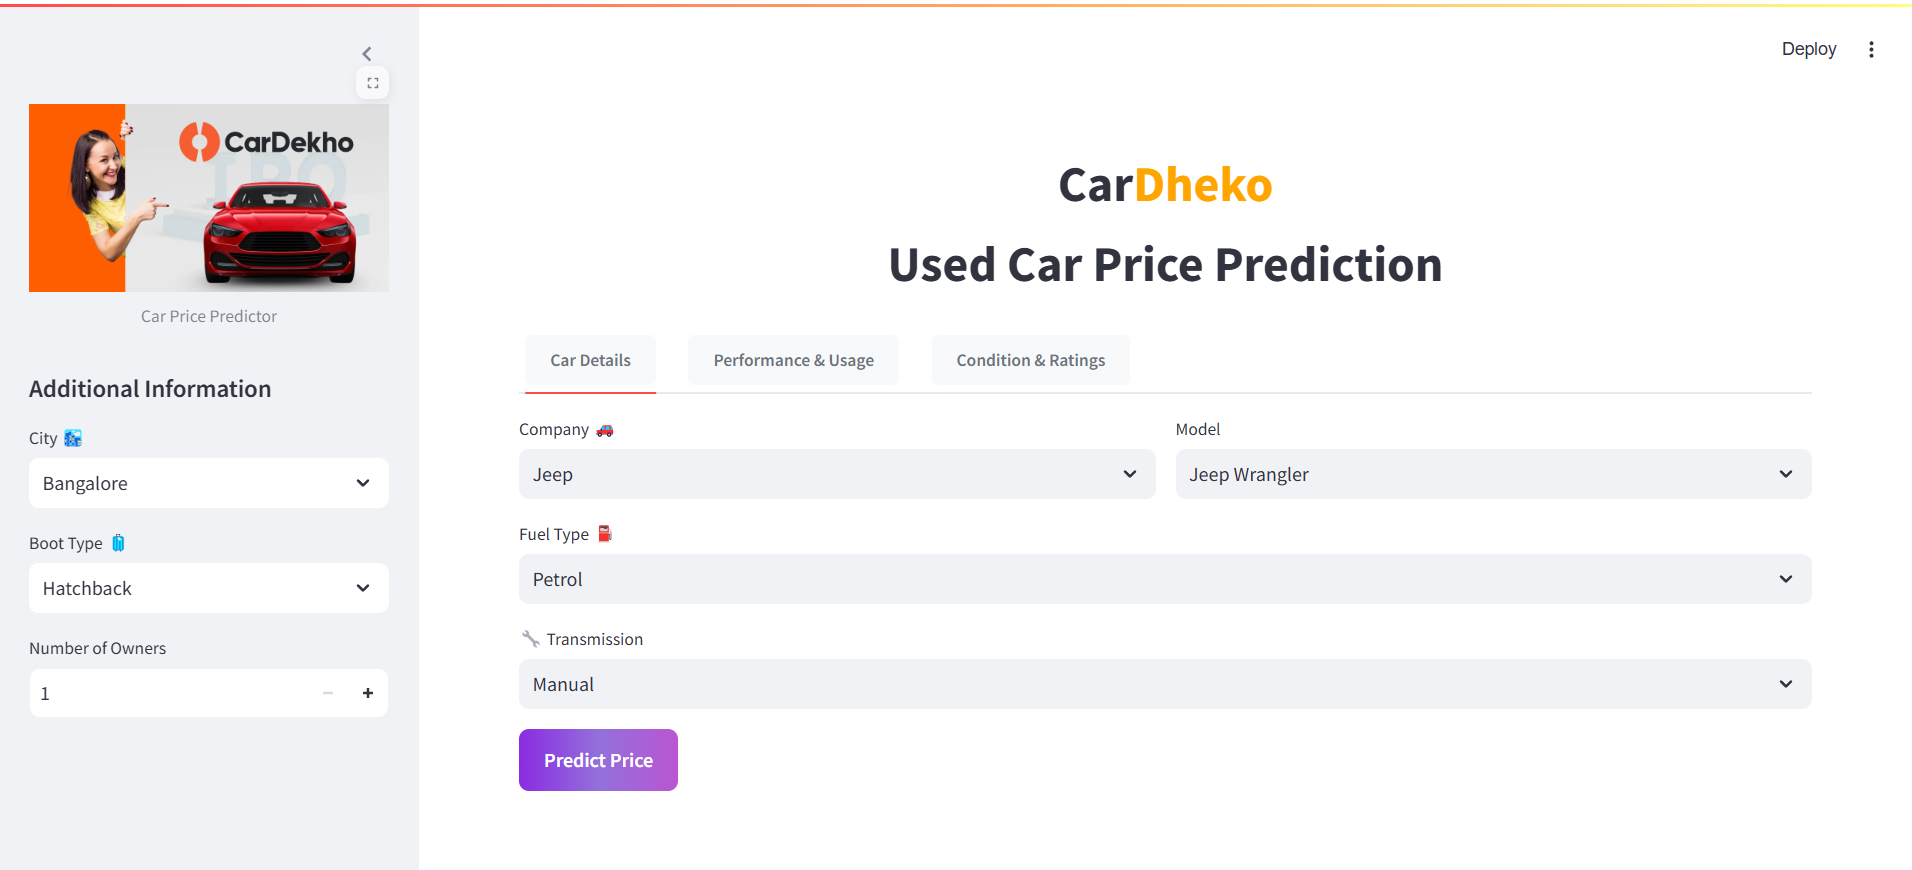 Deploy
CarDekho
IPO
Car Price Predictor
Additional Information
City
Bangalore
Boot Type
Hatchback
Number of Owners
1
CarDheko
Used Car Price Prediction
Car Details
Performance & Usage
Condition & Ratings
Company
Model
Jeep
Jeep Wrangler
Fuel Type
Petrol
Transmission
Manual
Predict Price